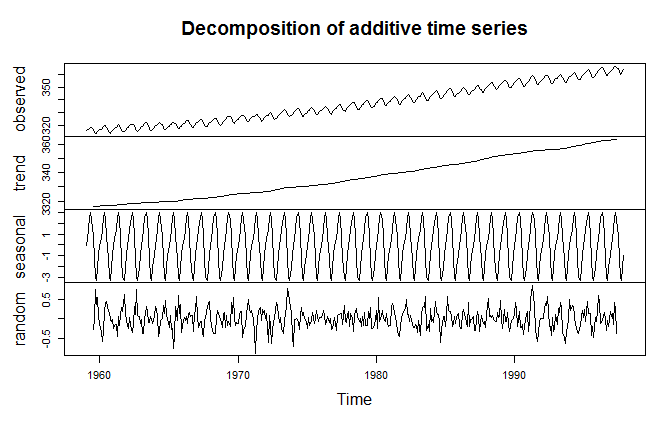 Decomposition of additive time series
observed
350
320
trend
360
340
320
seasonal
3
1
-1
-3
random
0.5
-0.5
1960 1970 1980 1990
Time